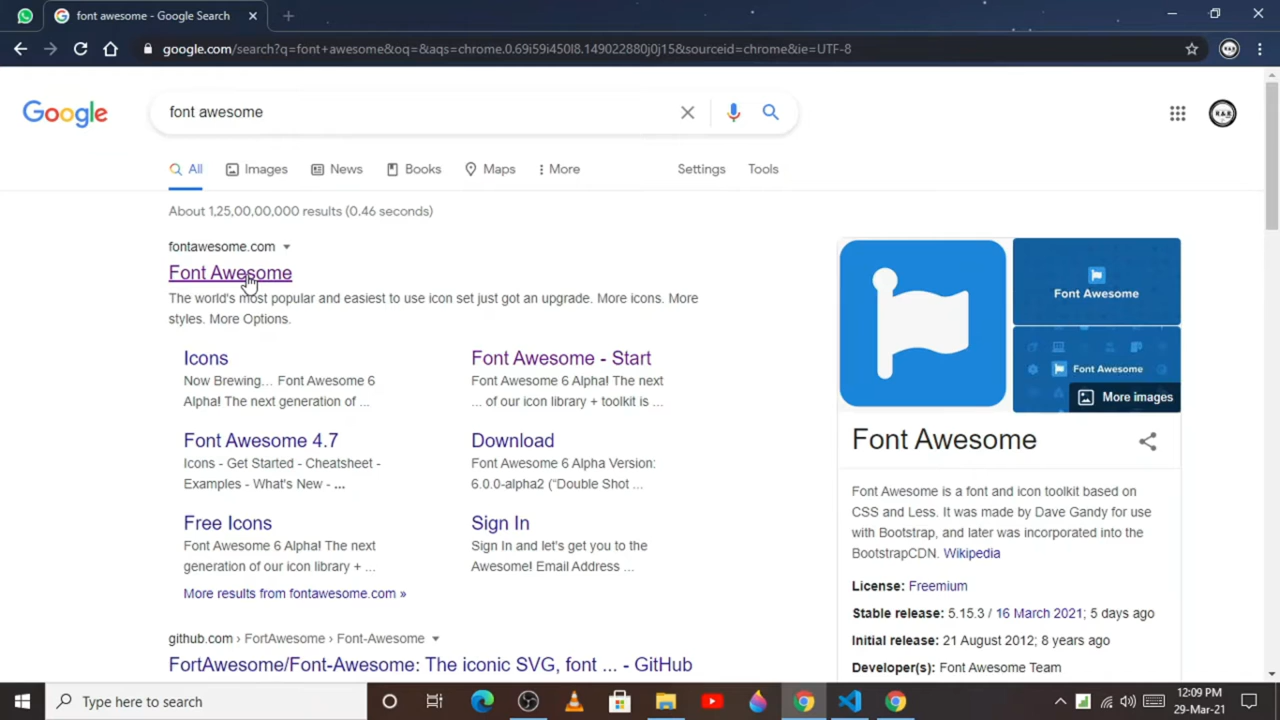 font awesome - Google Search
google.com/search?q=font+awesome&oq=&aqs=chrome.0.69i59i450l8.149022880j0j15&sourceid=chrome&ie=UTF-8
Google
font awesome
All
Images
News
Books
Maps
More
Settings
Tools
About 1,25,00,00,000 results (0.46 seconds)
fontawesome.com
Font Awesome
The world's most popular and easiest to use icon set just got an upgrade. More icons. More
styles. More Options.
Icons
Now Brewing... Font Awesome 6
Alpha! The next generation of ...
Font Awesome - Start
Font Awesome 6 Alpha! The next
... of our icon library + toolkit is ...
Font Awesome 4.7
Icons - Get Started - Cheatsheet -
Examples - What's New - ...
Download
Font Awesome 6 Alpha Version:
6.0.0-alpha2 (“Double Shot ...
Free Icons
Font Awesome 6 Alpha! The next
generation of our icon library + ...
Sign In
Sign In and let's get you to the
Awesome! Email Address ...
More results from fontawesome.com »
github.com › FortAwesome › Font-Awesome
FortAwesome/Font-Awesome: The iconic SVG, font ... - GitHub
Font Awesome
Font Awesome
More images
Font Awesome
Font Awesome is a font and icon toolkit based on
CSS and Less. It was made by Dave Gandy for use
with Bootstrap, and later was incorporated into the
BootstrapCDN. Wikipedia
License: Freemium
Stable release: 5.15.3 / 16 March 2021; 5 days ago
Initial release: 21 August 2012; 8 years ago
Developer(s): Font Awesome Team
Type here to search
12:09 PM
29-Mar-21